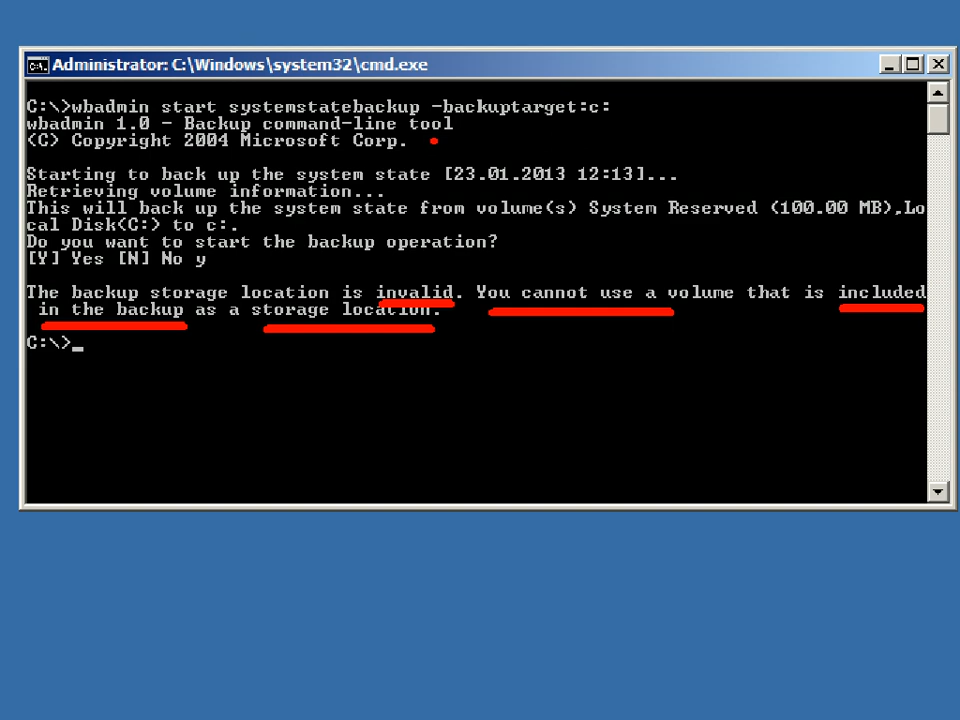 Administrator: C:\Windows\system32\cmd.exe
C:\>wbadmin start systemstatebackup -backuptarget:c:
wbadmin 1.0 - Backup command-line tool
(C) Copyright 2004 Microsoft Corp.
Starting to back up the system state [23.01.2013 12:13]...
Retrieving volume information...
This will back up the system state from volume(s) System Reserved (100.00 MB),Lo
cal Disk(C:) to c:.
Do you want to start the backup operation?
[Y] Yes [N] No y
The backup storage location is invalid. You cannot use a volume that is included
in the backup as a storage location.
C:\>_